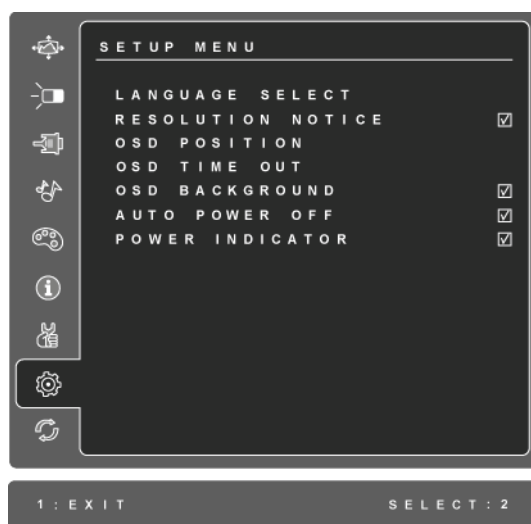 SETUP MENU
LANGUAGE SELECT
RESOLUTION NOTICE
OSD POSITION
OSD TIME OUT
OSD BACKGROUND
AUTO POWER OFF
POWER INDICATOR
1:EXIT SELECT:2